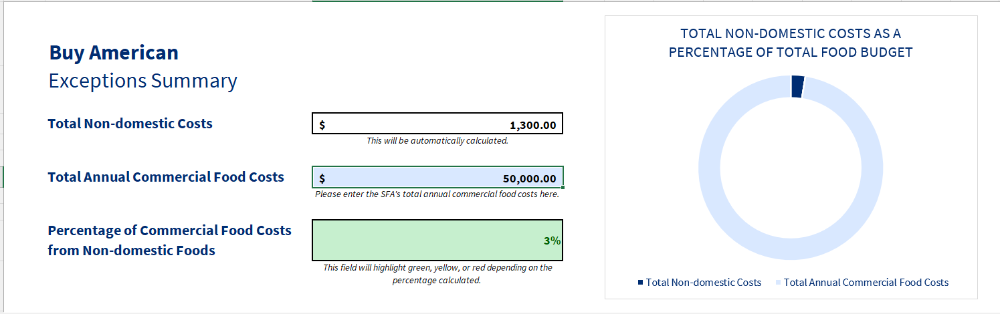 Buy American
Exceptions Summary
Total Non-domestic Costs
$ 1,300.00
This will be automatically calculated.
Total Annual Commercial Food Costs
$ 50,000.00
Please enter the SFA's total annual commercial food costs here.
Percentage of Commercial Food Costs
from Non-domestic Foods
3%
This field will highlight green, yellow, or red depending on the
percentage calculated.
TOTAL NON-DOMESTIC COSTS AS A
PERCENTAGE OF TOTAL FOOD BUDGET
Total Non-domestic Costs
Total Annual Commercial Food Costs